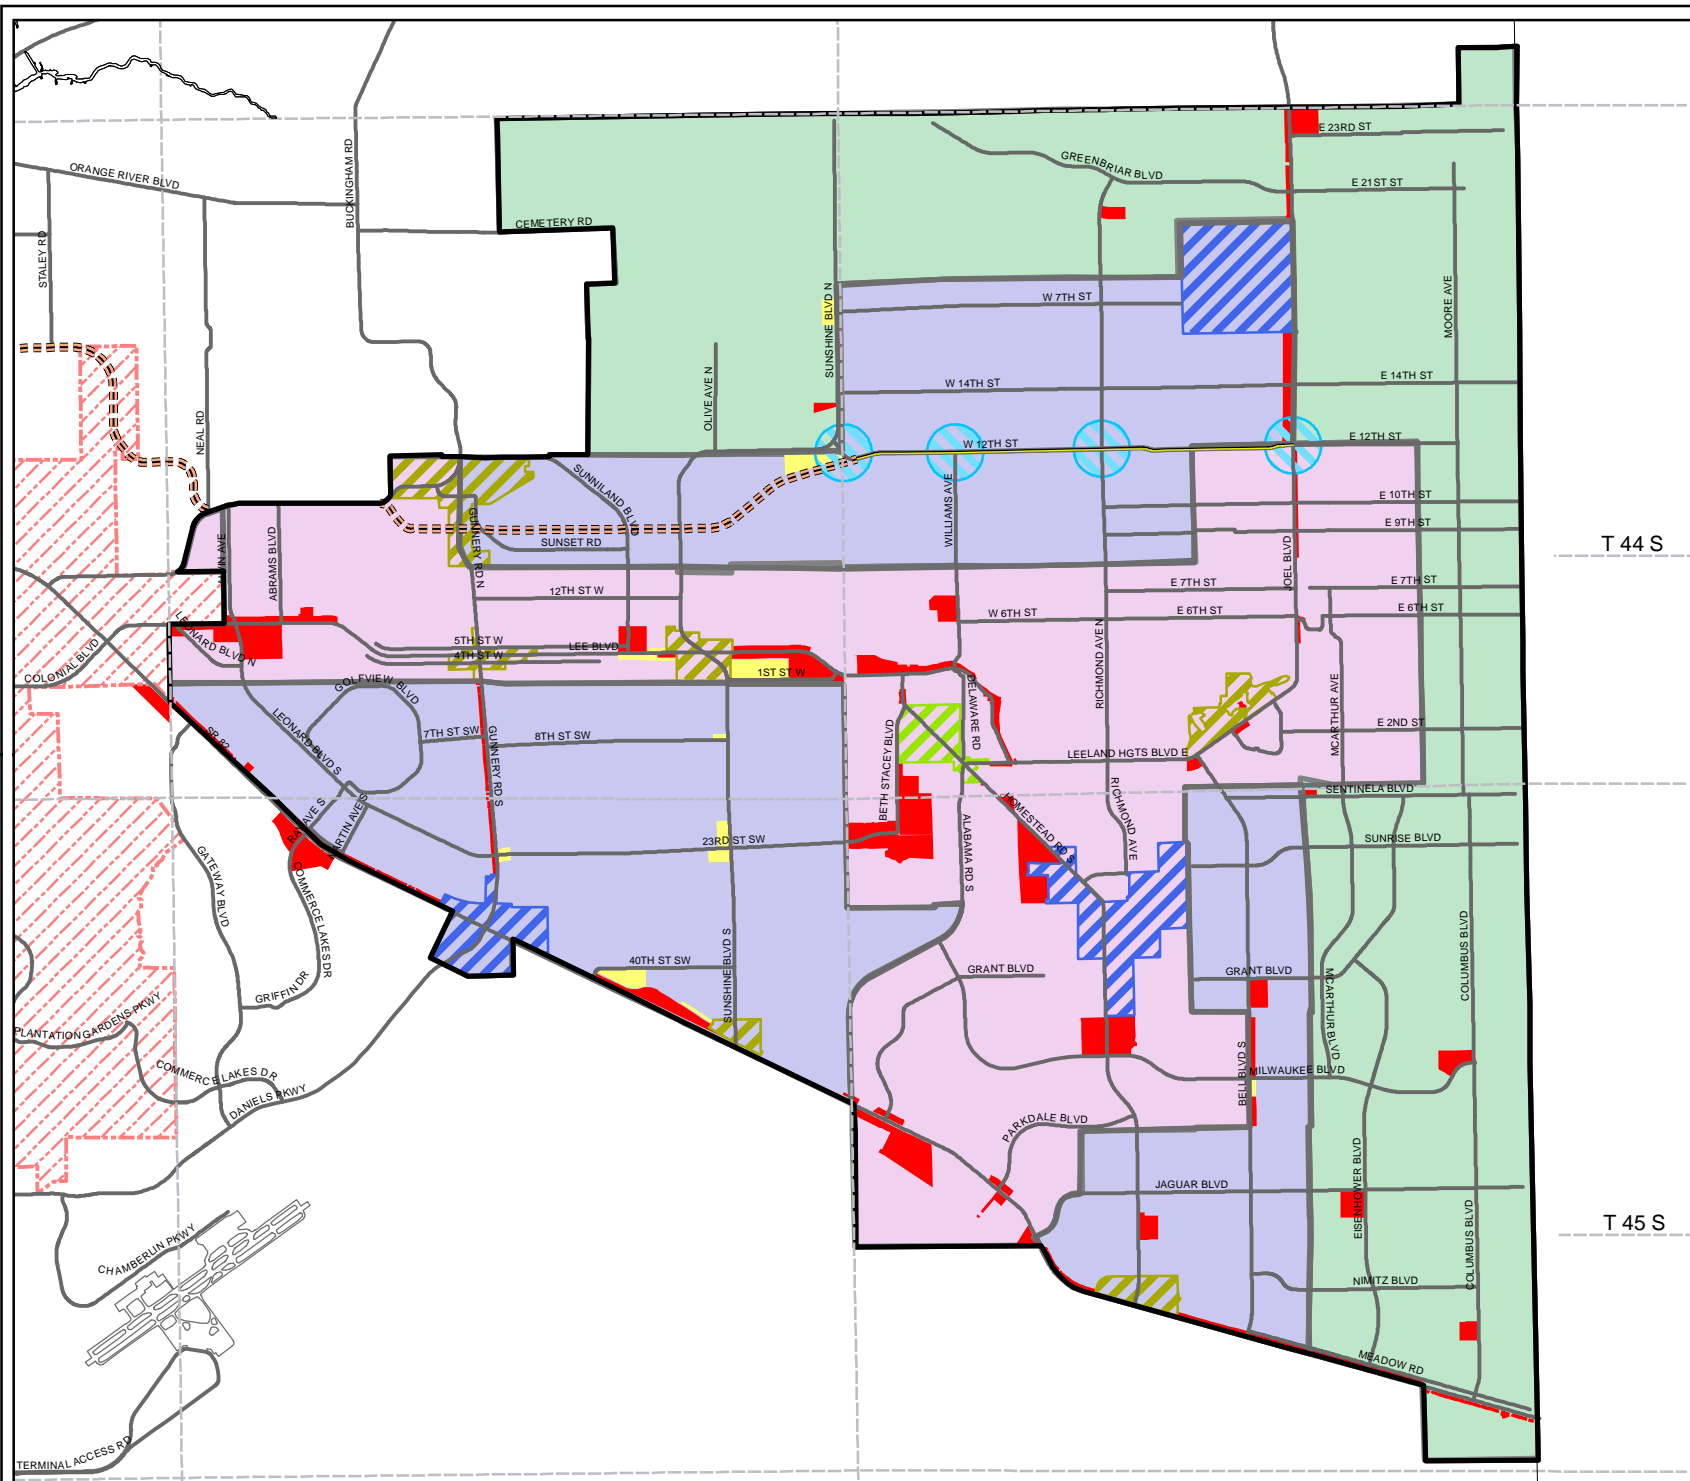 E 23RD ST
GREENBRIAR BLVD
ORANGE RIVER BLVD
BUCKINGHAM RD
E 21ST ST
CEMETERY RD
STALEY RD
SUNSHINE BLVD N
W 7TH ST
MOORE AVE
OLIVE AVE N
W 14TH ST
E 14TH ST
NEAL RD
W 12TH ST
E 12TH ST
SUNNILAND BLVD
WILLIAMS AVE
E 10TH ST
E 9TH ST
GUNNERY RD N
SUNSET RD
T 44 S
ABRAMS BLVD
JOEL BLVD
12TH ST W
E 7TH ST
E 7TH ST
W 6TH ST
E 6TH ST
E 6TH ST
LEONARD BLVD N
COLONIAL BLVD
5TH ST W
4TH ST W
LEE BLVD
1ST ST W
RICHMOND AVE N
GOLFVIEW BLVD
DELAWARE RD
MCARTHUR AVE
LEONARD BLVD S
SR 82
7TH ST SW
8TH ST SW
GUNNERY RD S
BETH STACEY BLVD
E 2ND ST
LEELAND HGTS BLVD E
SENTINELA BLVD
RAY AVE S
MARTIN AVE S
23RD ST SW
HOMESTEAD RD S
RICHMOND AVE
SUNRISE BLVD
GATEWAY BLVD
COMMERCE LAKES DR
ALABAMA RD S
SUNSHINE BLVD S
40TH ST SW
GRANT BLVD
GRANT BLVD
MCARTHUR BLVD
COLUMBUS BLVD
GRIFFIN DR
PLANTATION GARDENS PKWY
COMMERCE LAKES DR
DANIELS PKWY
BELL BLVD S
MILWAUKEE BLVD
PARKDALE BLVD
JAGUAR BLVD
EISENHOWER BLVD
T 45 S
CHAMBERLIN PKWY
COLUMBUS BLVD
NIMITZ BLVD
MEADOW RD
TERMINAL ACCESS RD